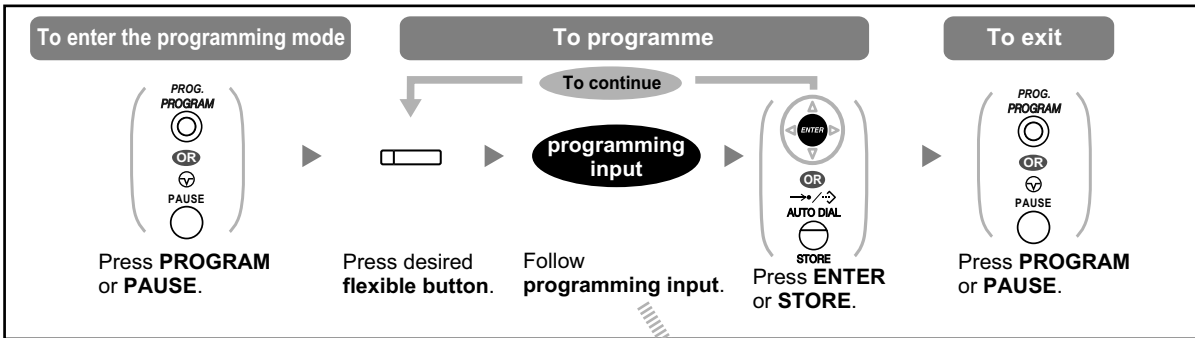 To enter the programming mode
To programme
To exit
To continue
PROG.
PROGRAM
OR
PAUSE
Press PROGRAM
or PAUSE.
Press desired
flexible button.
programming
input
Follow
programming input.
ENTER
OR
AUTO DIAL
STORE
Press ENTER
or STORE.
PROG.
PROGRAM
OR
PAUSE
Press PROGRAM
or PAUSE.